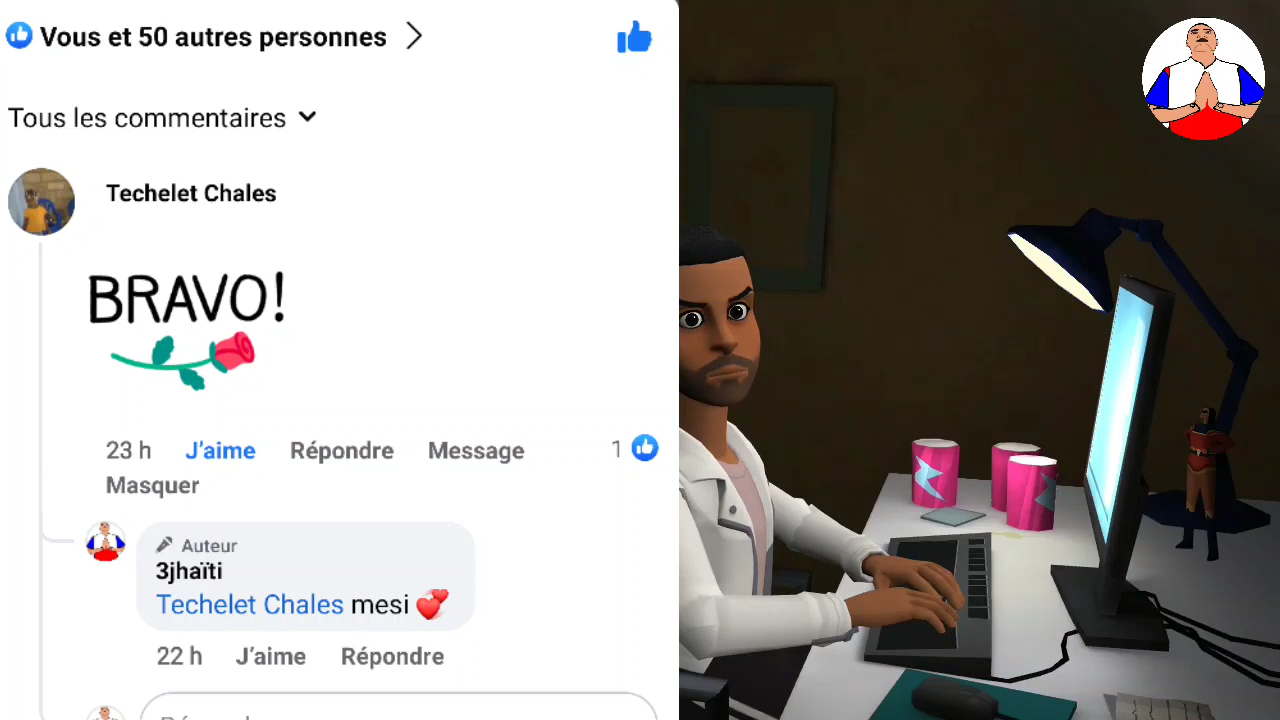 Vous et 50 autres personnes
Tous les commentaires
Techelet Chales
BRAVO!
23 h J’aime Répondre Message 1
Masquer
Auteur
3jhaïti
Techelet Chales mesi 💞
22 h J’aime Répondre